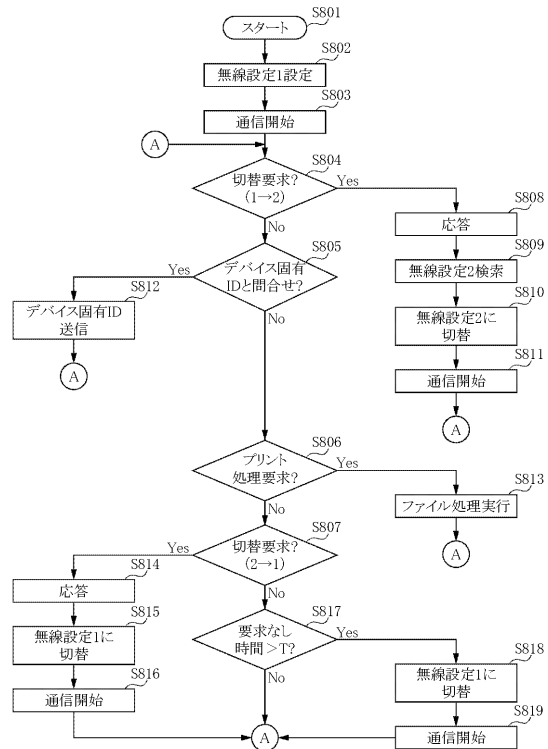 S801
スタート
S802
無線設定1設定
S803
通信開始
A
S804
切替要求?
(1→2)
Yes
No
S808
応答
S809
無線設定2検索
S810
無線設定2に
切替
S811
通信開始
A
S805
デバイス固有
IDと問合せ?
Yes
No
S812
デバイス固有ID
送信
A
S806
プリント
処理要求?
Yes
No
S813
ファイル処理実行
A
S807
切替要求?
(2→1)
Yes
No
S814
応答
S815
無線設定1に
切替
S816
通信開始
S817
要求なし
時間>T?
Yes
No
S818
無線設定1に
切替
S819
通信開始
A